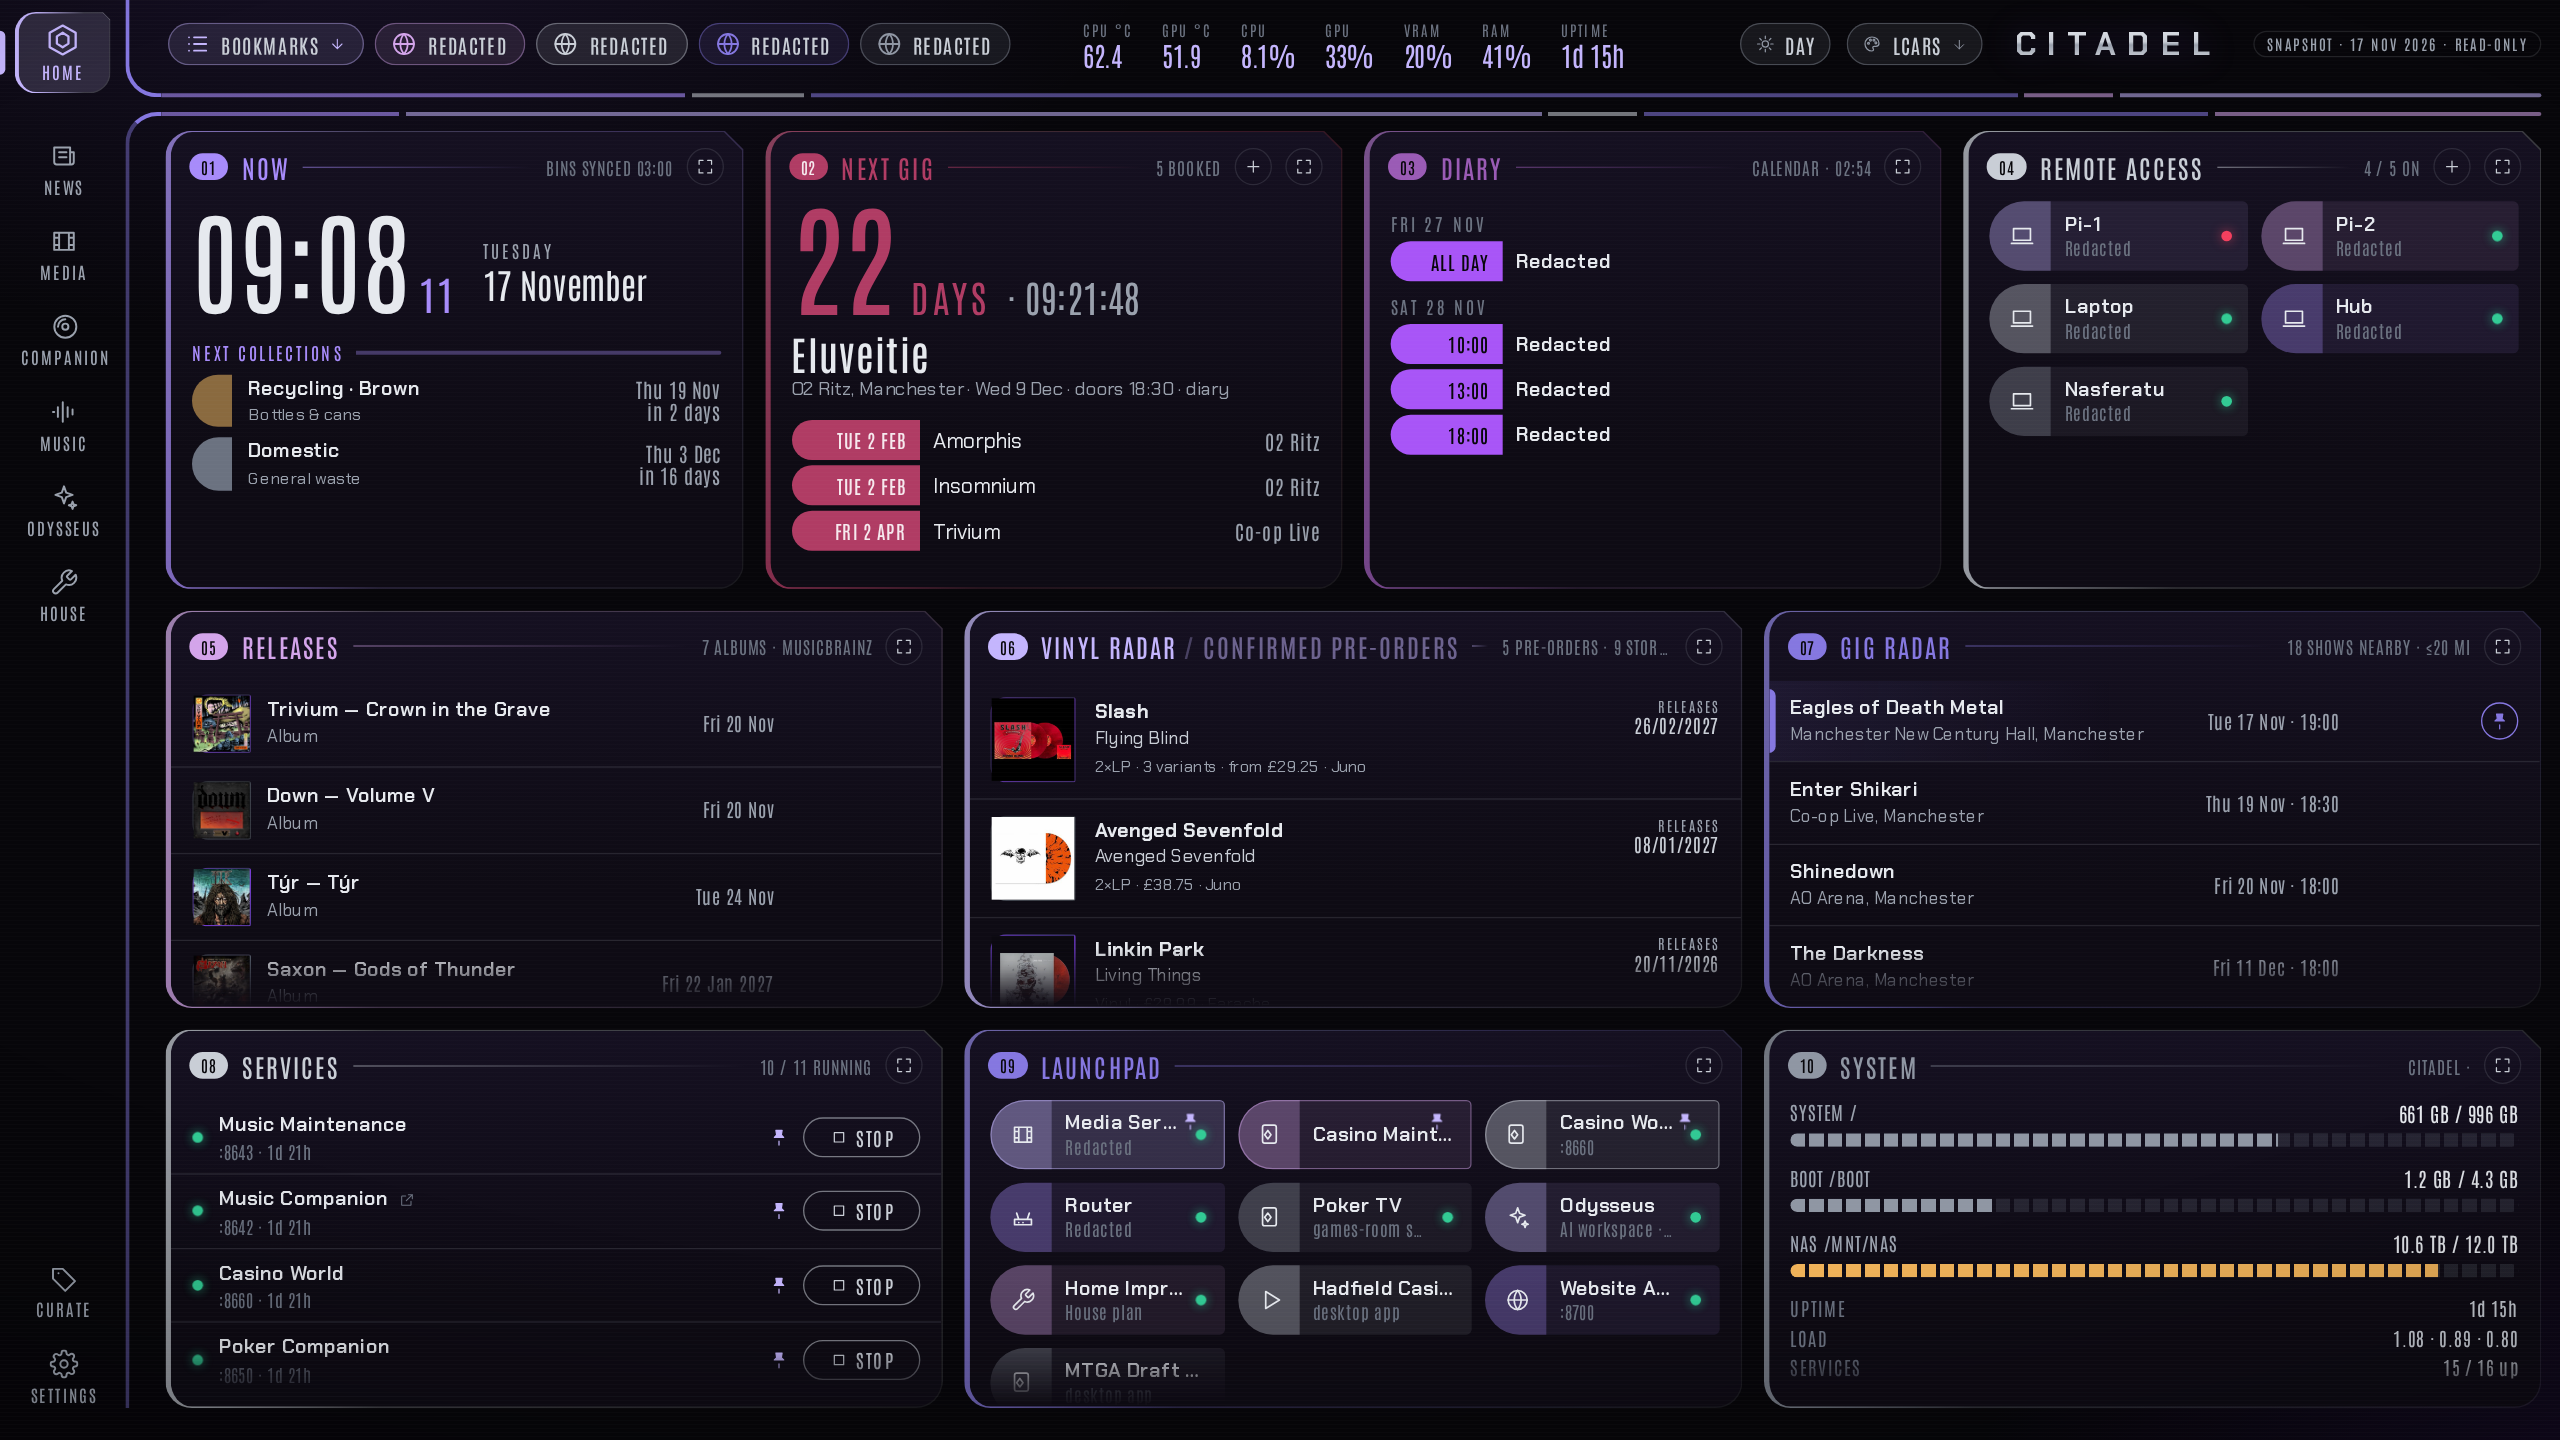 HOME
BOOKMARKS ↓
REDACTED
REDACTED
REDACTED
REDACTED
CPU °C 62.4
GPU °C 51.9
CPU 8.1%
GPU 33%
VRAM 20%
RAM 41%
UPTIME 1d 15h
DAY
LCARS ↓
CITADEL
SNAPSHOT · 17 NOV 2026 · READ-ONLY
NEWS
MEDIA
COMPANION
MUSIC
ODYSSEUS
HOUSE
CURATE
SETTINGS
01 NOW
BINS SYNCED 03:00
09:08 11
TUESDAY
17 November
NEXT COLLECTIONS
Recycling · Brown
Bottles & cans
Thu 19 Nov
in 2 days
Domestic
General waste
Thu 3 Dec
in 16 days
02 NEXT GIG
5 BOOKED +
22 DAYS · 09:21:48
Eluveitie
O2 Ritz, Manchester · Wed 9 Dec · doors 18:30 · diary
TUE 2 FEB Amorphis O2 Ritz
TUE 2 FEB Insomnium O2 Ritz
FRI 2 APR Trivium Co-op Live
03 DIARY
CALENDAR · 02:54
FRI 27 NOV
ALL DAY Redacted
SAT 28 NOV
10:00 Redacted
13:00 Redacted
18:00 Redacted
04 REMOTE ACCESS
4 / 5 ON +
Pi-1
Redacted
Pi-2
Redacted
Laptop
Redacted
Hub
Redacted
Nasferatu
Redacted
05 RELEASES
7 ALBUMS · MUSICBRAINZ
Trivium — Crown in the Grave
Album
Fri 20 Nov
Down — Volume V
Album
Fri 20 Nov
Týr — Týr
Album
Tue 24 Nov
Saxon — Gods of Thunder
Album
Fri 22 Jan 2027
06 VINYL RADAR / CONFIRMED PRE-ORDERS
5 PRE-ORDERS · 9 STOR…
Slash
Flying Blind
2×LP · 3 variants · from £29.25 · Juno
RELEASES
26/02/2027
Avenged Sevenfold
Avenged Sevenfold
2×LP · £38.75 · Juno
RELEASES
08/01/2027
Linkin Park
Living Things
RELEASES
20/11/2026
07 GIG RADAR
18 SHOWS NEARBY · ≤20 MI
Eagles of Death Metal
Manchester New Century Hall, Manchester
Tue 17 Nov · 19:00
Enter Shikari
Co-op Live, Manchester
Thu 19 Nov · 18:30
Shinedown
AO Arena, Manchester
Fri 20 Nov · 18:00
The Darkness
AO Arena, Manchester
Fri 11 Dec · 18:00
08 SERVICES
10 / 11 RUNNING
Music Maintenance
:8643 · 1d 21h
STOP
Music Companion
:8642 · 1d 21h
STOP
Casino World
:8660 · 1d 21h
STOP
Poker Companion
:8650 · 1d 21h
STOP
09 LAUNCHPAD
Media Ser…
Redacted
Casino Maint…
Casino Wo…
:8660
Router
Redacted
Poker TV
games-room s…
Odysseus
AI workspace ·…
Home Impr…
House plan
Hadfield Casi…
desktop app
Website A…
:8700
MTGA Draft …
desktop app
10 SYSTEM
CITADEL ·
SYSTEM / 661 GB / 996 GB
BOOT /BOOT 1.2 GB / 4.3 GB
NAS /MNT/NAS 10.6 TB / 12.0 TB
UPTIME 1d 15h
LOAD 1.08 · 0.89 · 0.80
SERVICES 15 / 16 up